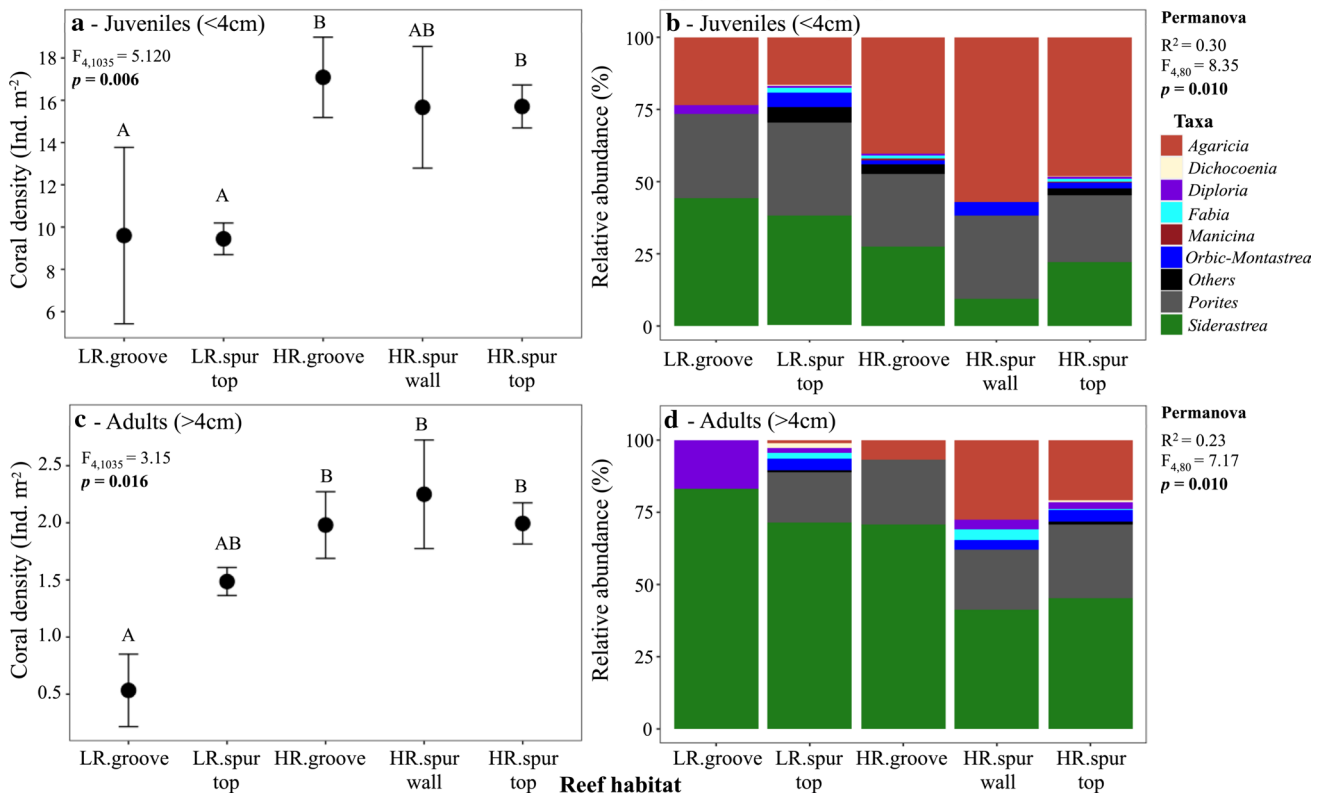 a - Juveniles (<4cm)
F4,1035 = 5.120
p = 0.006
Coral density (Ind. m-2)
18
16
14
12
10
8
6
A
A
B
AB
B
LR.groove
LR.spur top
HR.groove
HR.spur wall
HR.spur top
b - Juveniles (<4cm)
Relative abundance (%)
100
75
50
25
0
LR.groove
LR.spur top
HR.groove
HR.spur wall
HR.spur top
Permanova
R2 = 0.30
F4,80 = 8.35
p = 0.010
Taxa
Agaricia
Dichocoenia
Diploria
Fabia
Manicina
Orbic-Montastrea
Others
Porites
Siderastrea
c - Adults (>4cm)
F4,1035 = 3.15
p = 0.016
Coral density (Ind. m-2)
2.5
2.0
1.5
1.0
0.5
A
AB
B
B
B
LR.groove
LR.spur top
HR.groove
HR.spur wall
HR.spur top
d - Adults (>4cm)
Relative abundance (%)
100
75
50
25
0
LR.groove
LR.spur top
HR.groove
HR.spur wall
HR.spur top
Permanova
R2 = 0.23
F4,80 = 7.17
p = 0.010
Reef habitat